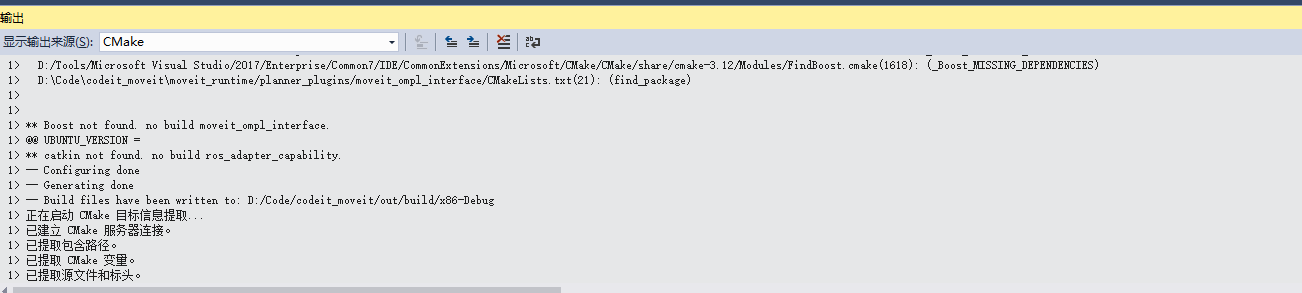 输出
显示输出来源(S): CMake
1> D:/Tools/Microsoft Visual Studio/2017/Enterprise/Common7/IDE/CommonExtensions/Microsoft/CMake/CMake/share/cmake-3.12/Modules/FindBoost.cmake(1618): (_Boost_MISSING_DEPENDENCIES)
1> D:\Code\codeit_moveit\moveit_runtime/planner_plugins/moveit_ompl_interface/CMakeLists.txt(21): (find_package)
1>
1>
1> ** Boost not found. no build moveit_ompl_interface.
1> @@ UBUNTU_VERSION =
1> ** catkin not found. no build ros_adapter_capability.
1> -- Configuring done
1> -- Generating done
1> -- Build files have been written to: D:/Code/codeit_moveit/out/build/x86-Debug
1> 正在启动 CMake 目标信息提取...
1> 已建立 CMake 服务器连接。
1> 已提取包含路径。
1> 已提取 CMake 变量。
1> 已提取源文件和标头。